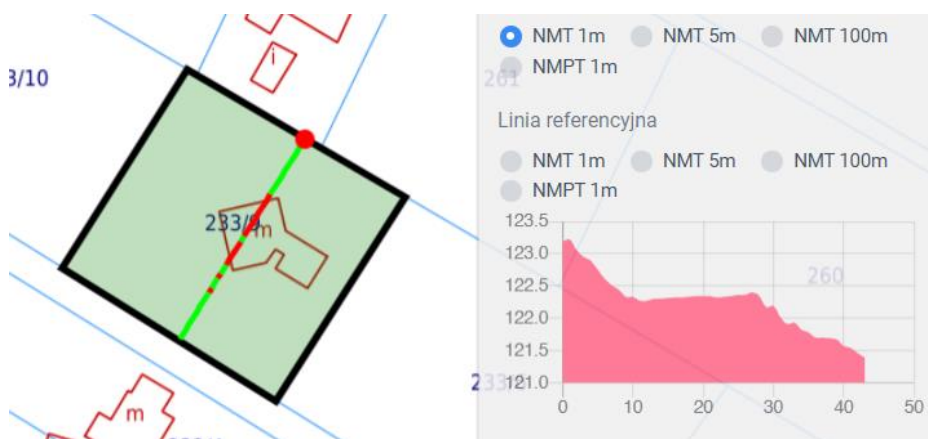 3/10
i
233/9
m
m
NMT 1m NMT 5m NMT 100m
NMPT 1m
261
Linia referencyjna
NMT 1m NMT 5m NMT 100m
NMPT 1m
123.5
123.0
122.5
122.0
121.5
121.0
260
0 10 20 30 40 50